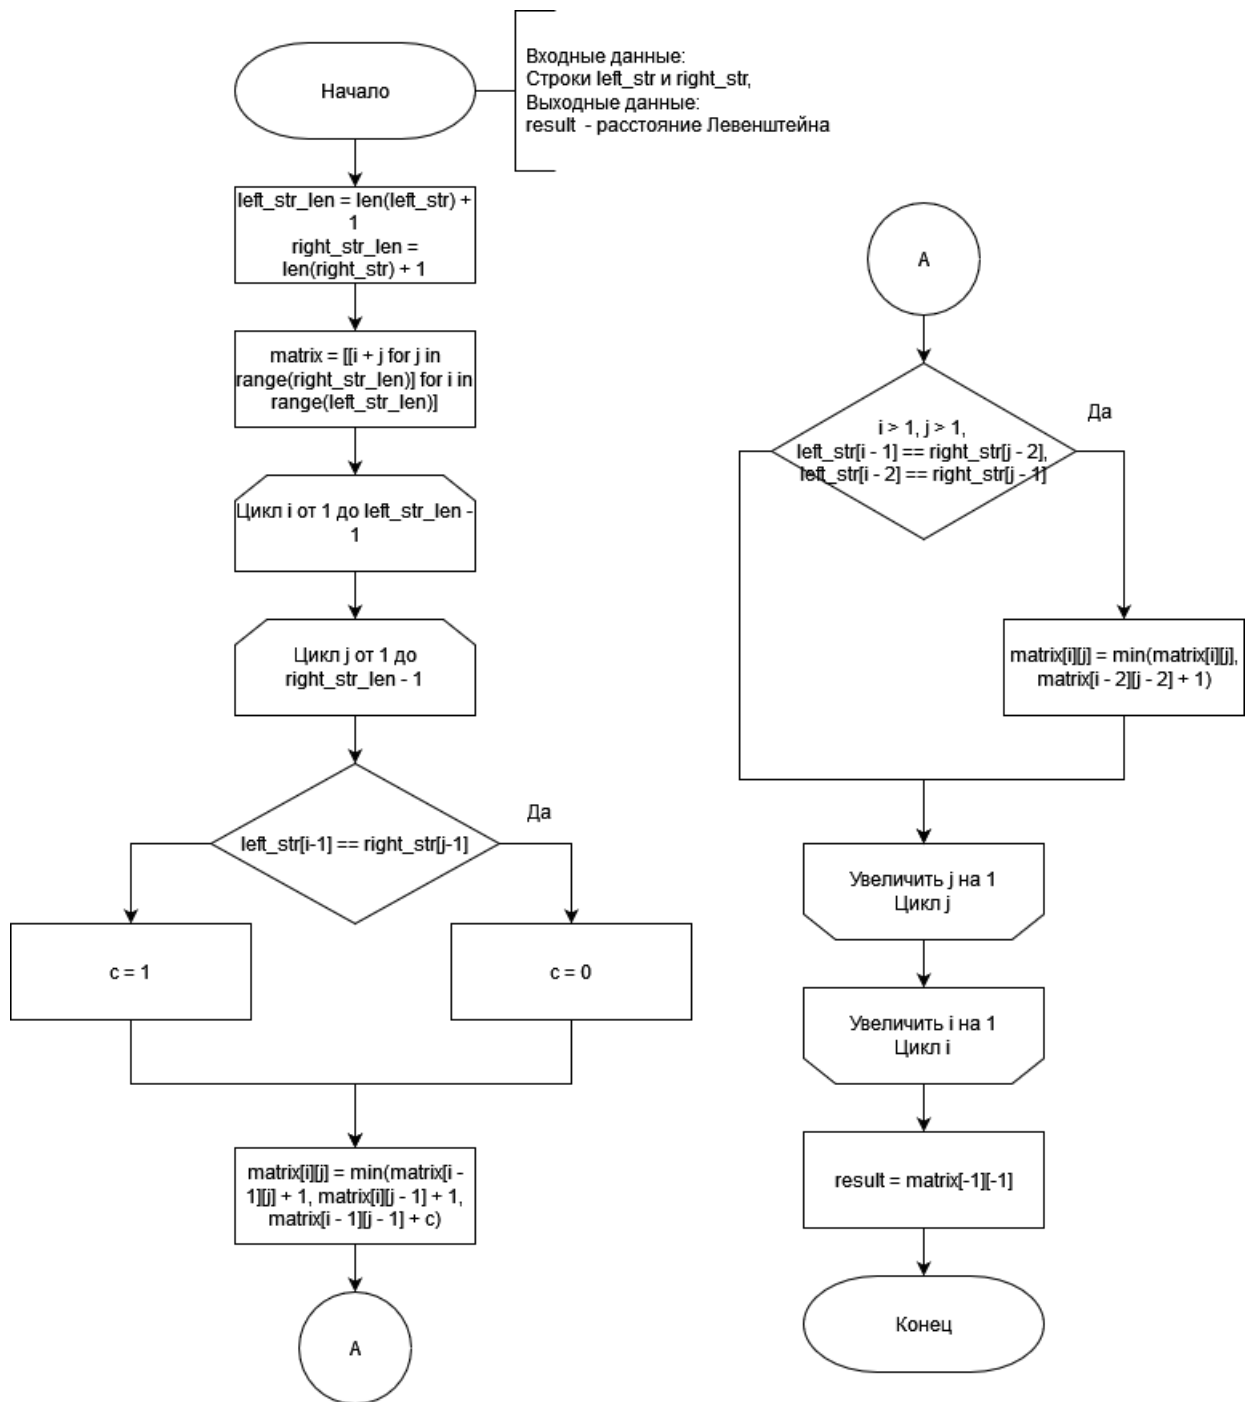 Начало
Входные данные:
Строки left_str и right_str,
Выходные данные:
result - расстояние Левенштейна
left_str_len = len(left_str) +
1
right_str_len =
len(right_str) + 1
matrix = [[i + j for j in
range(right_str_len)] for i in
range(left_str_len)]
Цикл i от 1 до left_str_len -
1
Цикл j от 1 до
right_str_len - 1
left_str[i-1] == right_str[j-1]
Да
c = 1
c = 0
matrix[i][j] = min(matrix[i -
1][j] + 1, matrix[i][j - 1] + 1,
matrix[i - 1][j - 1] + c)
A
A
i > 1, j > 1,
left_str[i - 1] == right_str[j - 2],
left_str[i - 2] == right_str[j - 1]
Да
matrix[i][j] = min(matrix[i][j],
matrix[i - 2][j - 2] + 1)
Увеличить j на 1
Цикл j
Увеличить i на 1
Цикл i
result = matrix[-1][-1]
Конец